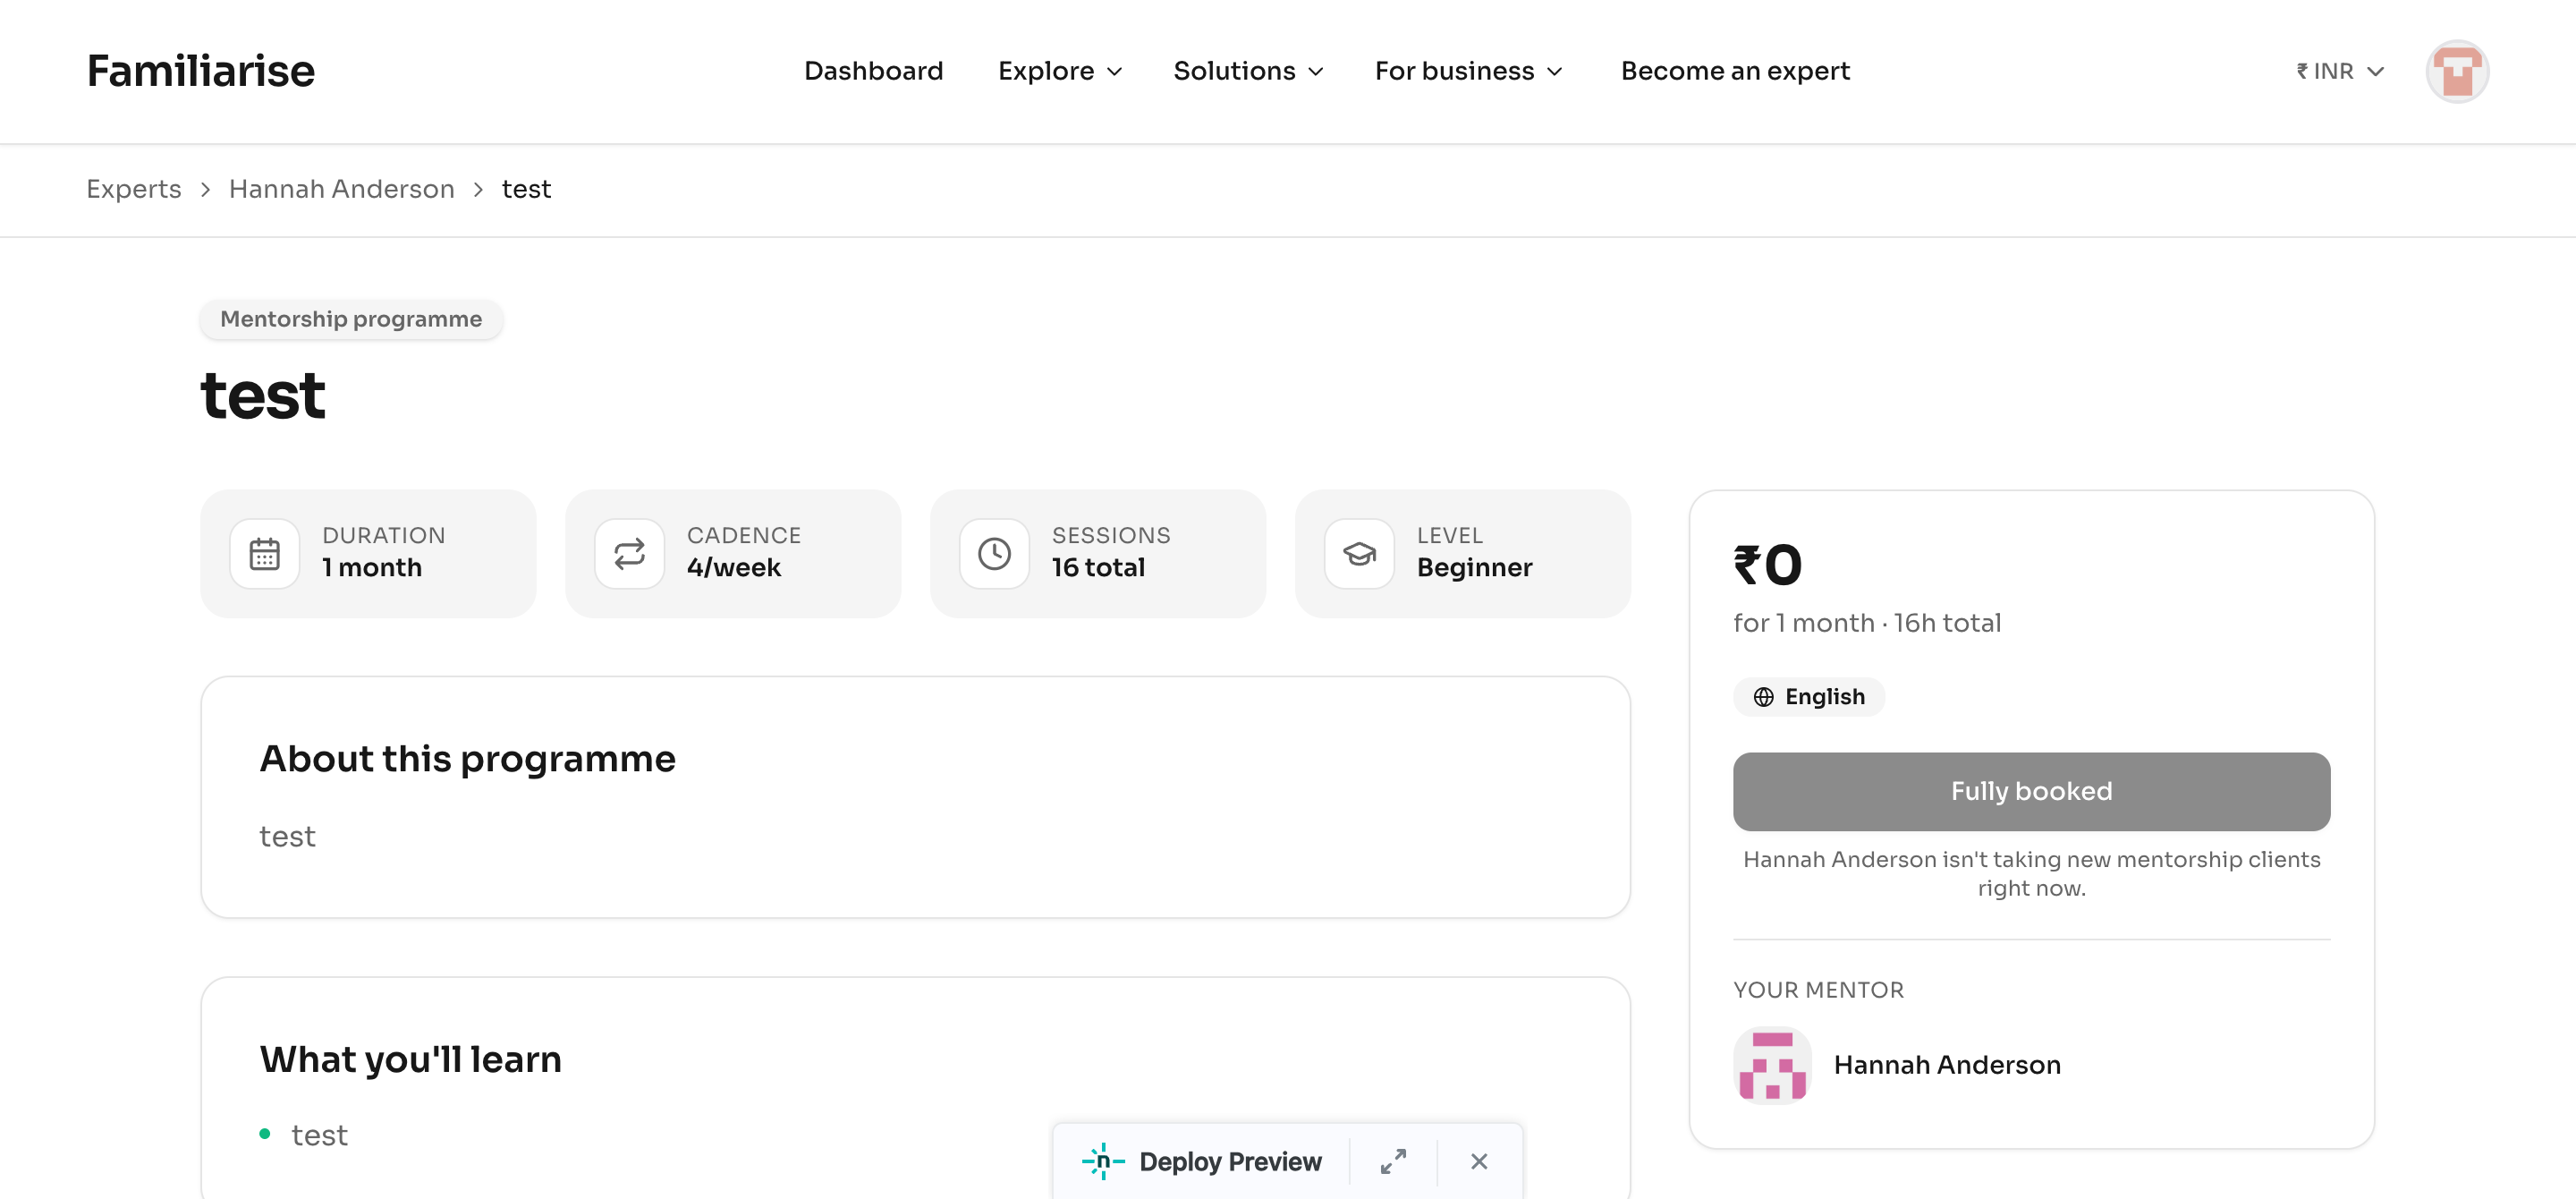 Familiarise
Dashboard
Explore
Solutions
For business
Become an expert
₹ INR
Experts > Hannah Anderson > test
Mentorship programme
test
DURATION
1 month
CADENCE
4/week
SESSIONS
16 total
LEVEL
Beginner
About this programme
test
What you'll learn
test
₹0
for 1 month · 16h total
English
Fully booked
Hannah Anderson isn't taking new mentorship clients
right now.
YOUR MENTOR
Hannah Anderson
n Deploy Preview